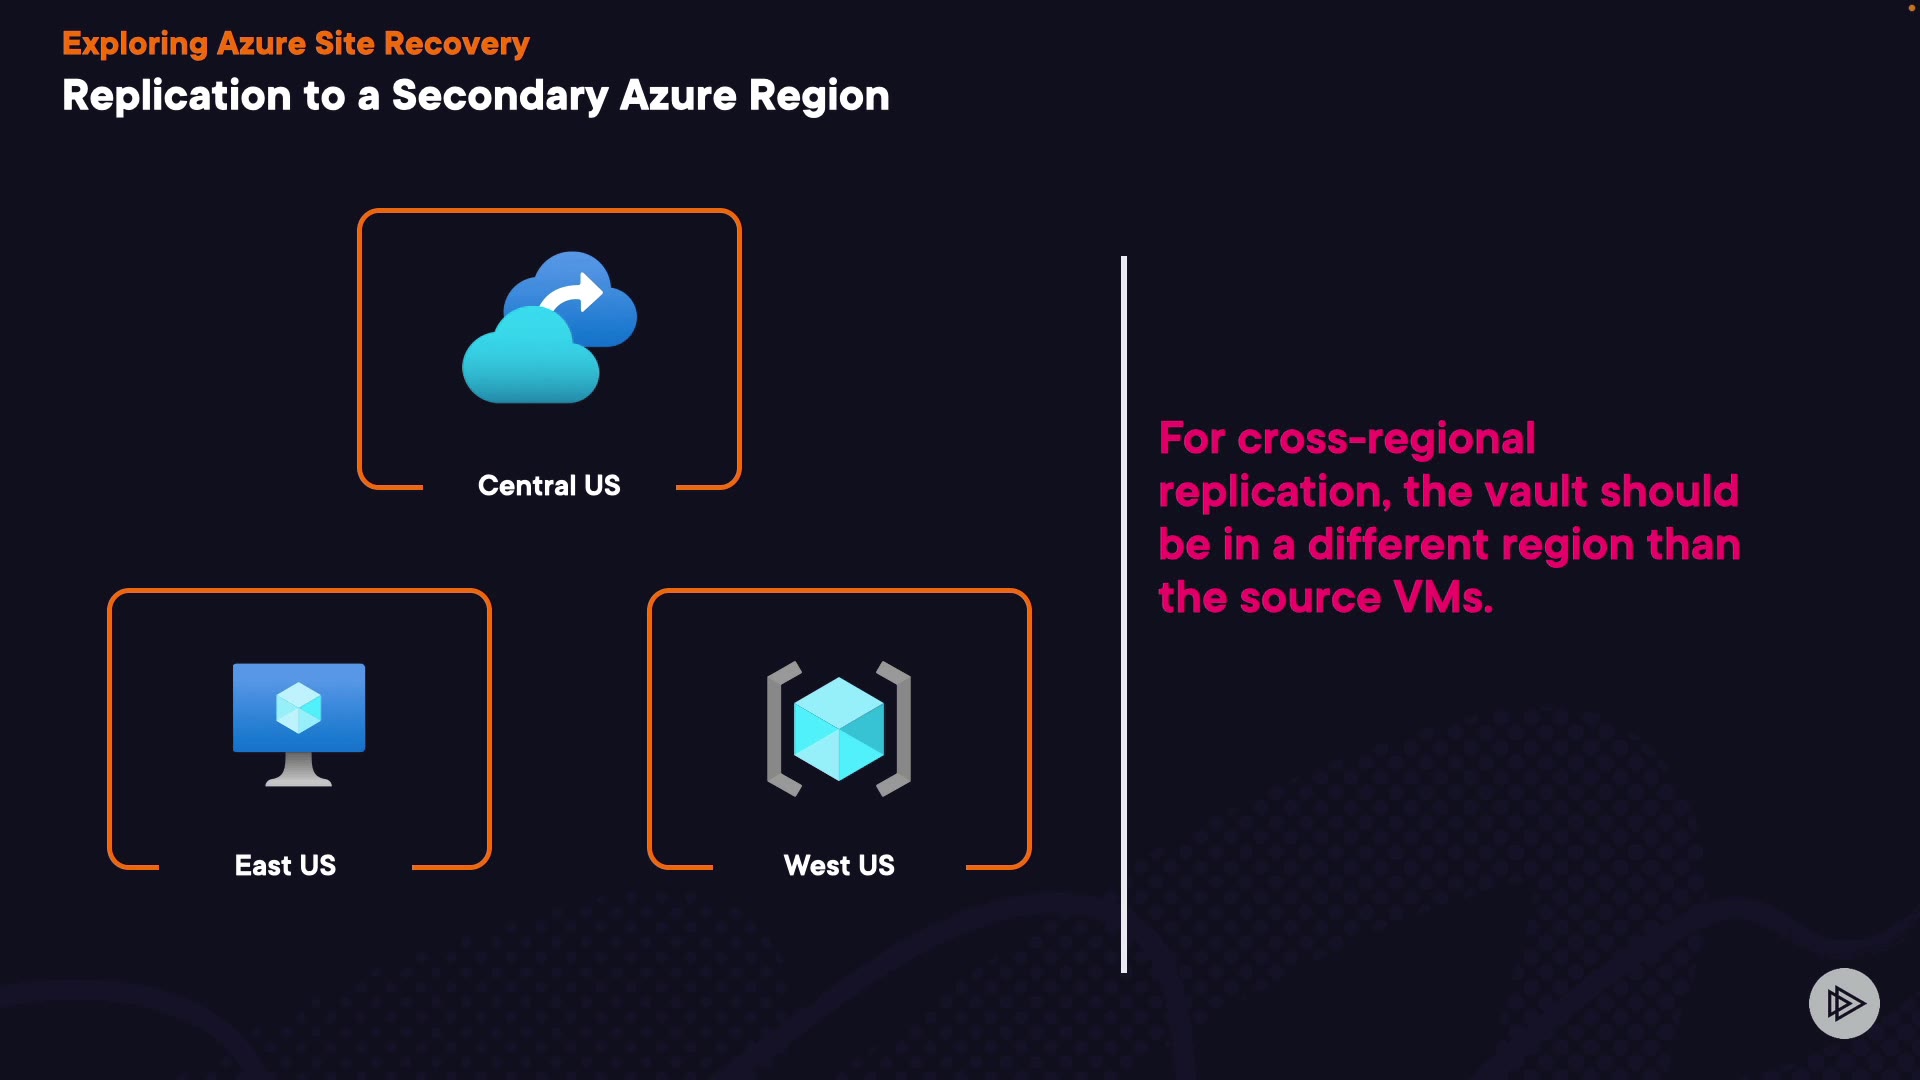 Exploring Azure Site Recovery
Replication to a Secondary Azure Region
Central US
East US
West US
For cross-regional
replication, the vault should
be in a different region than
the source VMs.